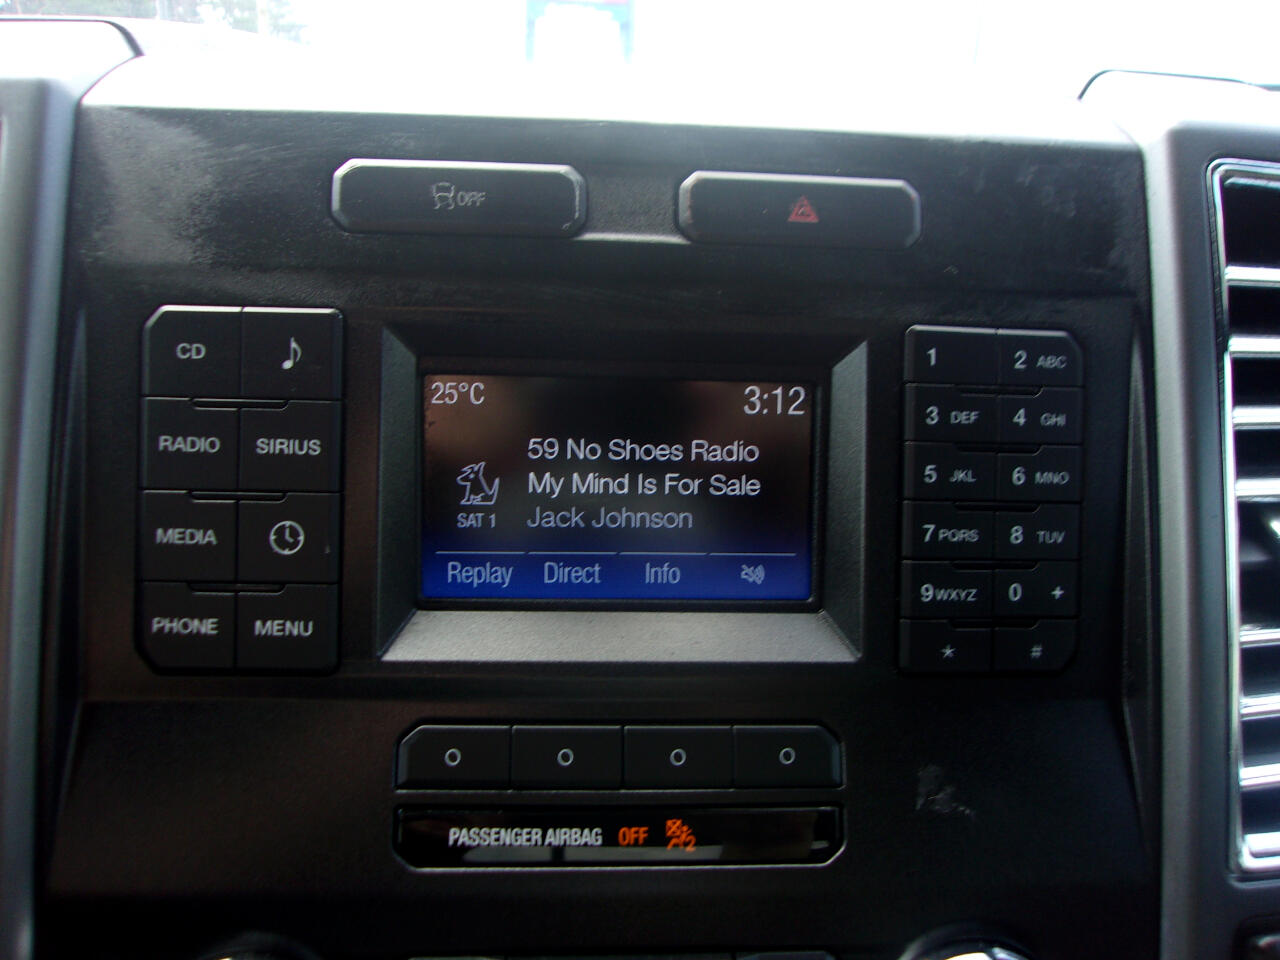 OFF
CD
RADIO SIRIUS
MEDIA
PHONE MENU
25°C 3:12
59 No Shoes Radio
My Mind Is For Sale
SAT 1 Jack Johnson
Replay Direct Info
1 2 ABC
3 DEF 4 GHI
5 JKL 6 MNO
7 PQRS 8 TUV
9 WXYZ 0 +
* #
PASSENGER AIRBAG OFF 2